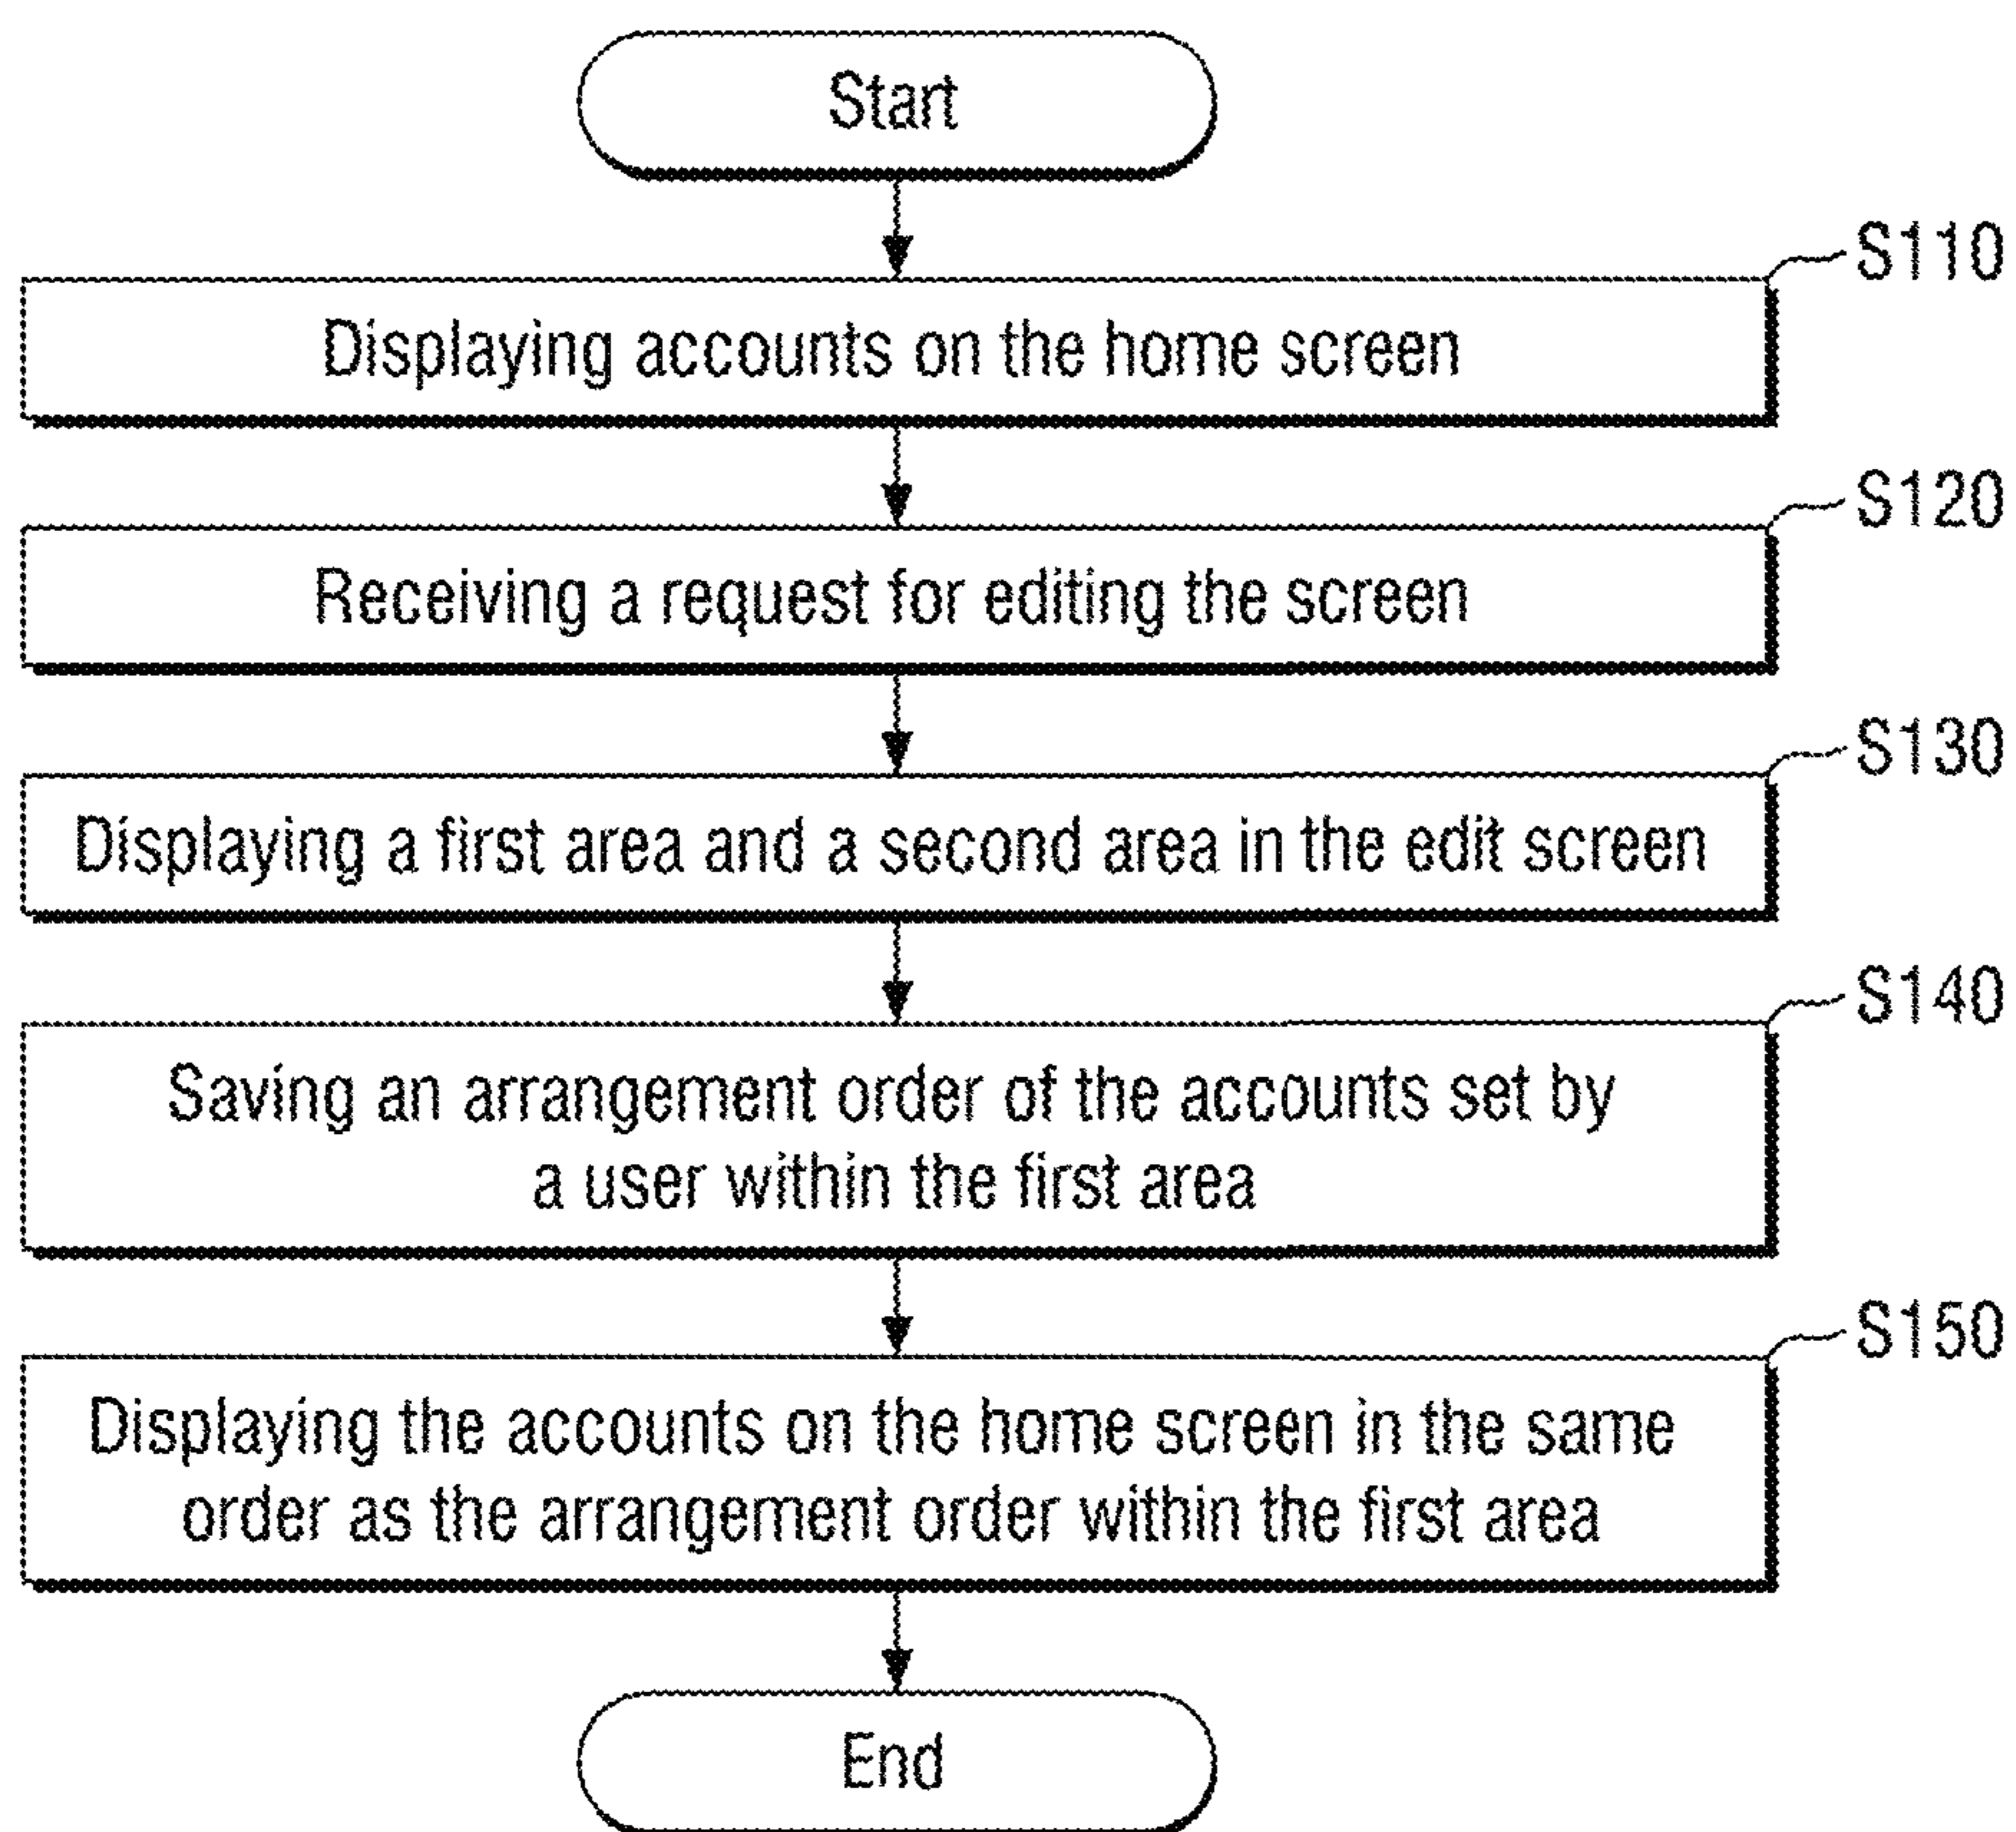 Start
S110
Displaying accounts on the home screen
S120
Receiving a request for editing the screen
S130
Displaying a first area and a second area in the edit screen
S140
Saving an arrangement order of the accounts set by
a user within the first area
S150
Displaying the accounts on the home screen in the same
order as the arrangement order within the first area
End